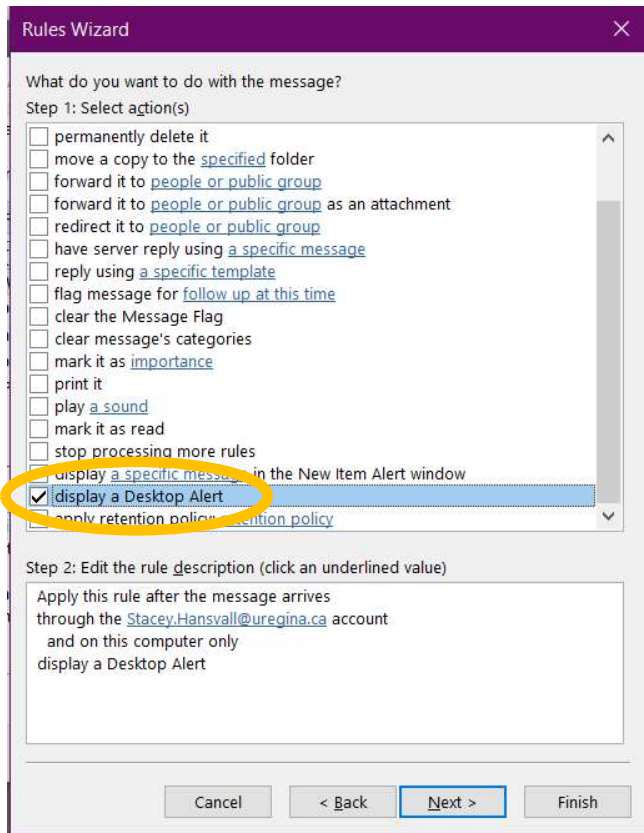 Rules Wizard
What do you want to do with the message?
Step 1: Select action(s)
permanently delete it
move a copy to the specified folder
forward it to people or public group
forward it to people or public group as an attachment
redirect it to people or public group
have server reply using a specific message
reply using a specific template
flag message for follow up at this time
clear the Message Flag
clear message's categories
mark it as importance
print it
play a sound
mark it as read
stop processing more rules
display a specific message in the New Item Alert window
display a Desktop Alert
apply retention policy: retention policy
Step 2: Edit the rule description (click an underlined value)
Apply this rule after the message arrives
through the Stacey.Hansvall@uregina.ca account
and on this computer only
display a Desktop Alert
Cancel
< Back
Next >
Finish